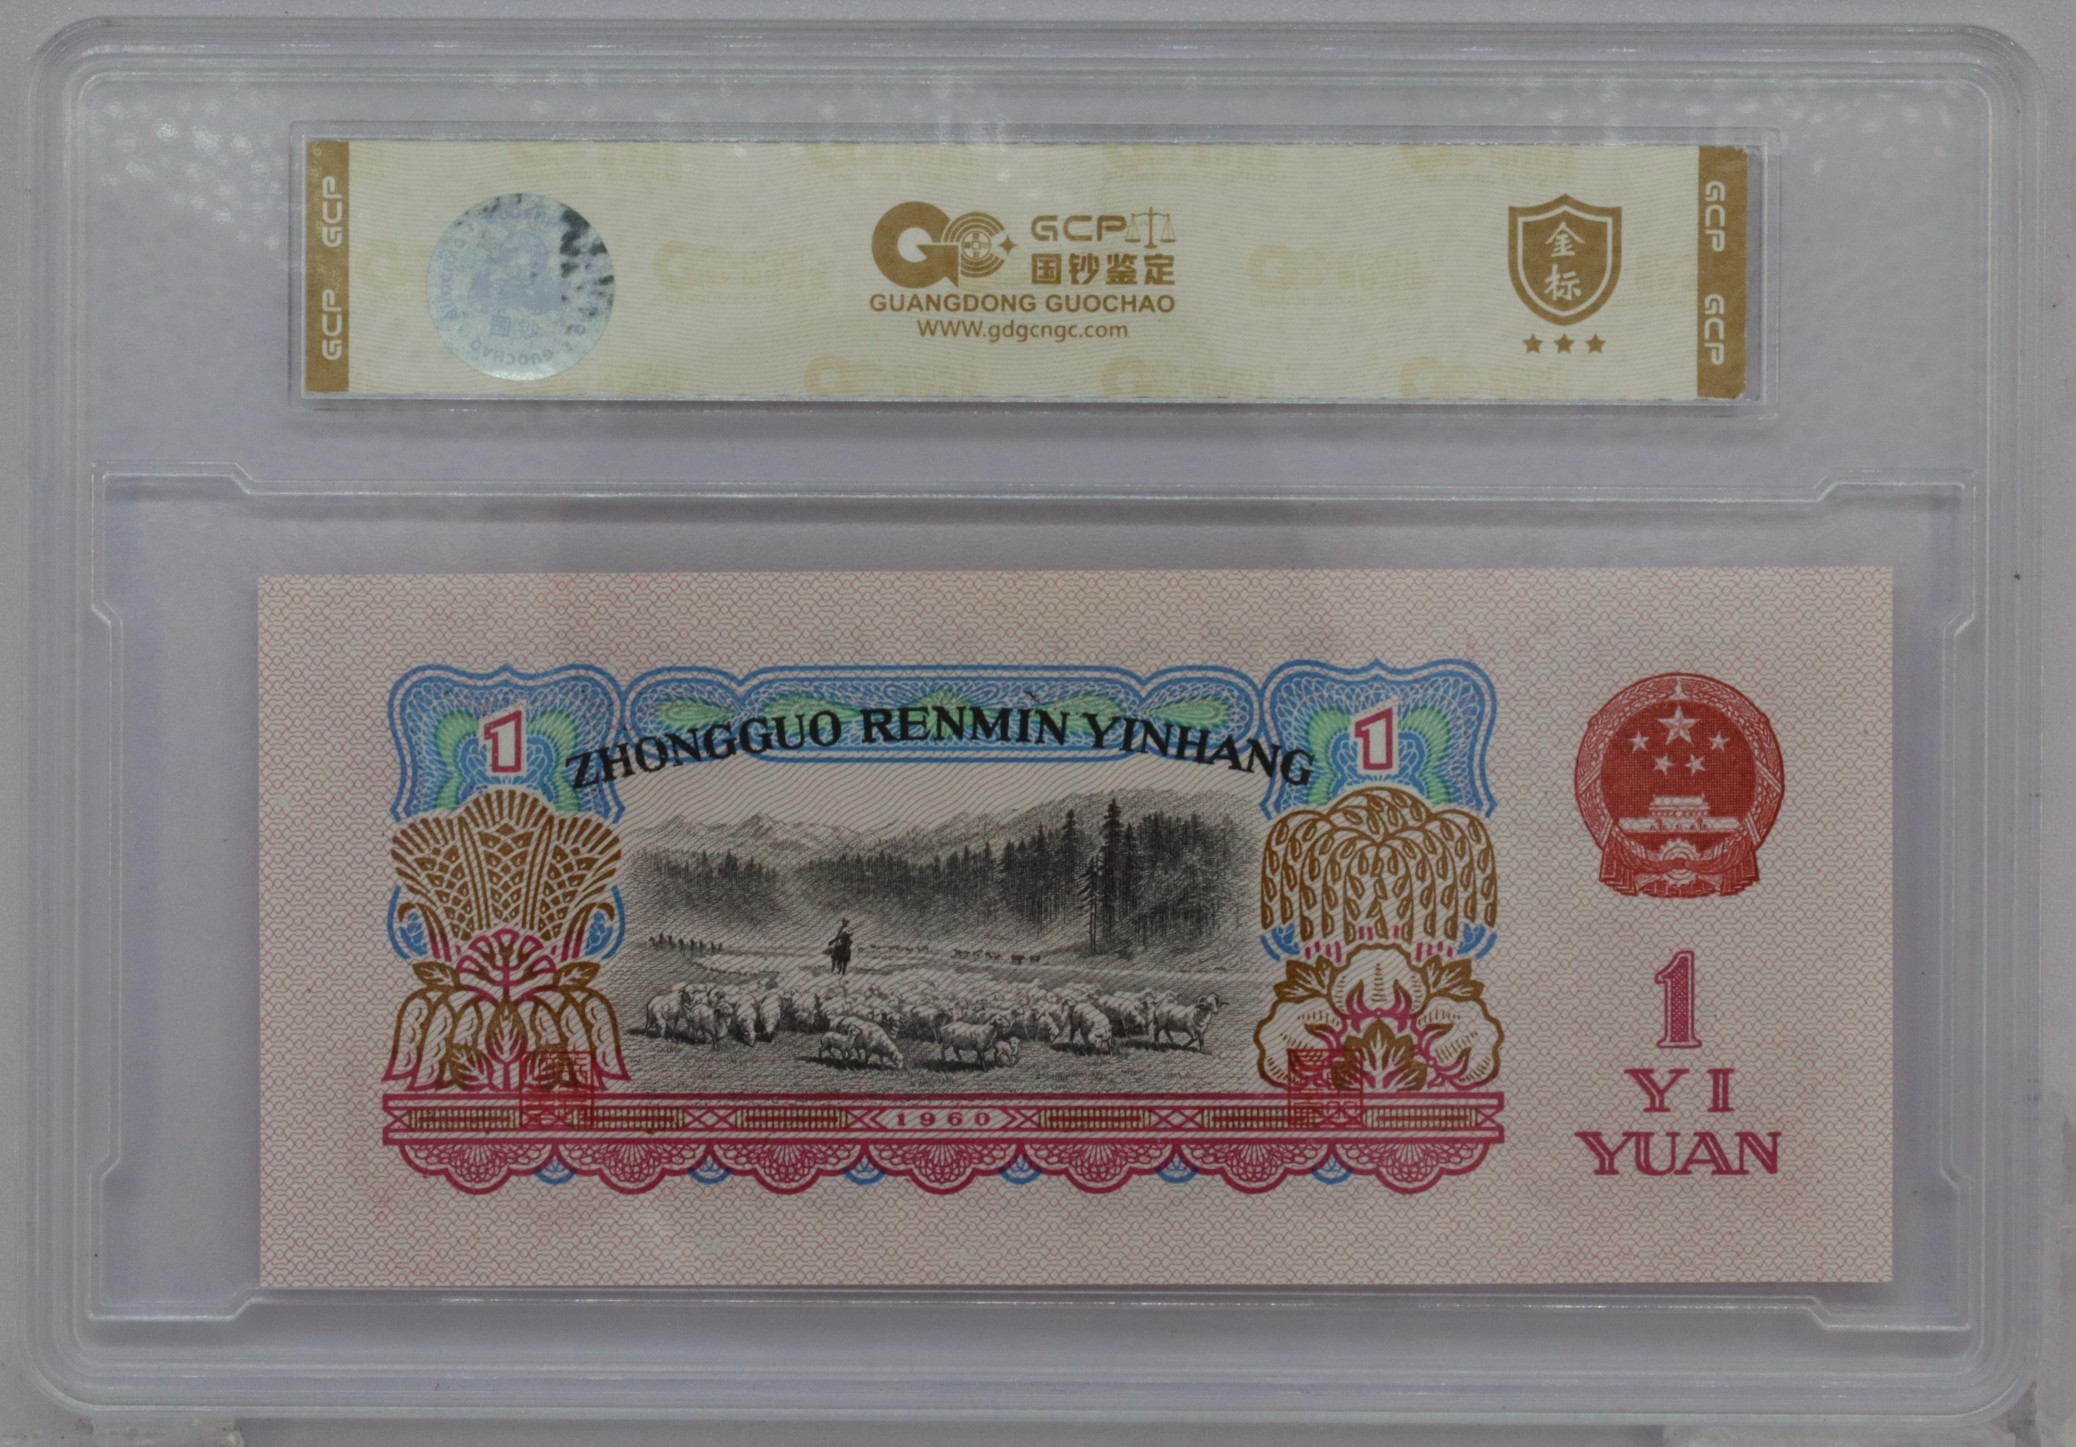 GCP GCP
GCP
国钞鉴定
GUANGDONG GUOCHAO
WWW.gdgcngc.com
金标
GCP GCP
1
ZHONGGUO RENMIN YINHANG
1
1960
1
YI
YUAN